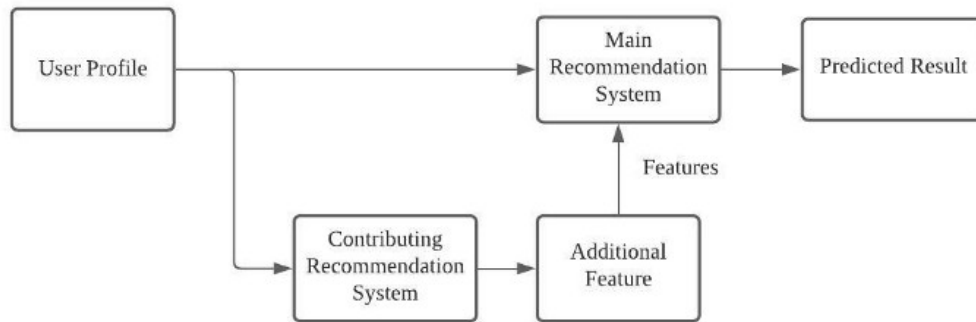 User Profile
Main
Recommendation
System
Predicted Result
Features
Contributing
Recommendation
System
Additional
Feature